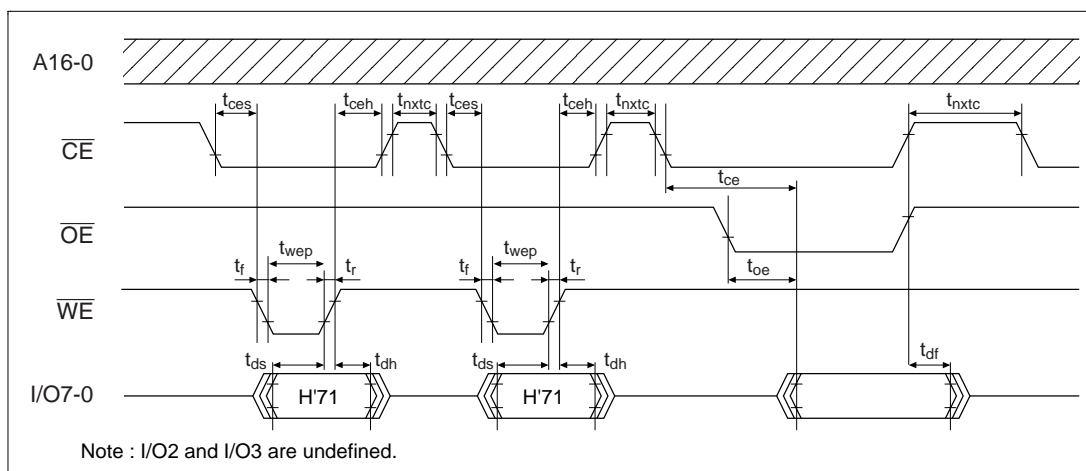 A16-0
tces tceh tnxtc tces tceh tnxtc tnxtc
CE
tce
OE
twep twep toe
tf tr tf tr
WE
tds tdh tds tdh tdf
I/O7-0 H'71 H'71
Note : I/O2 and I/O3 are undefined.